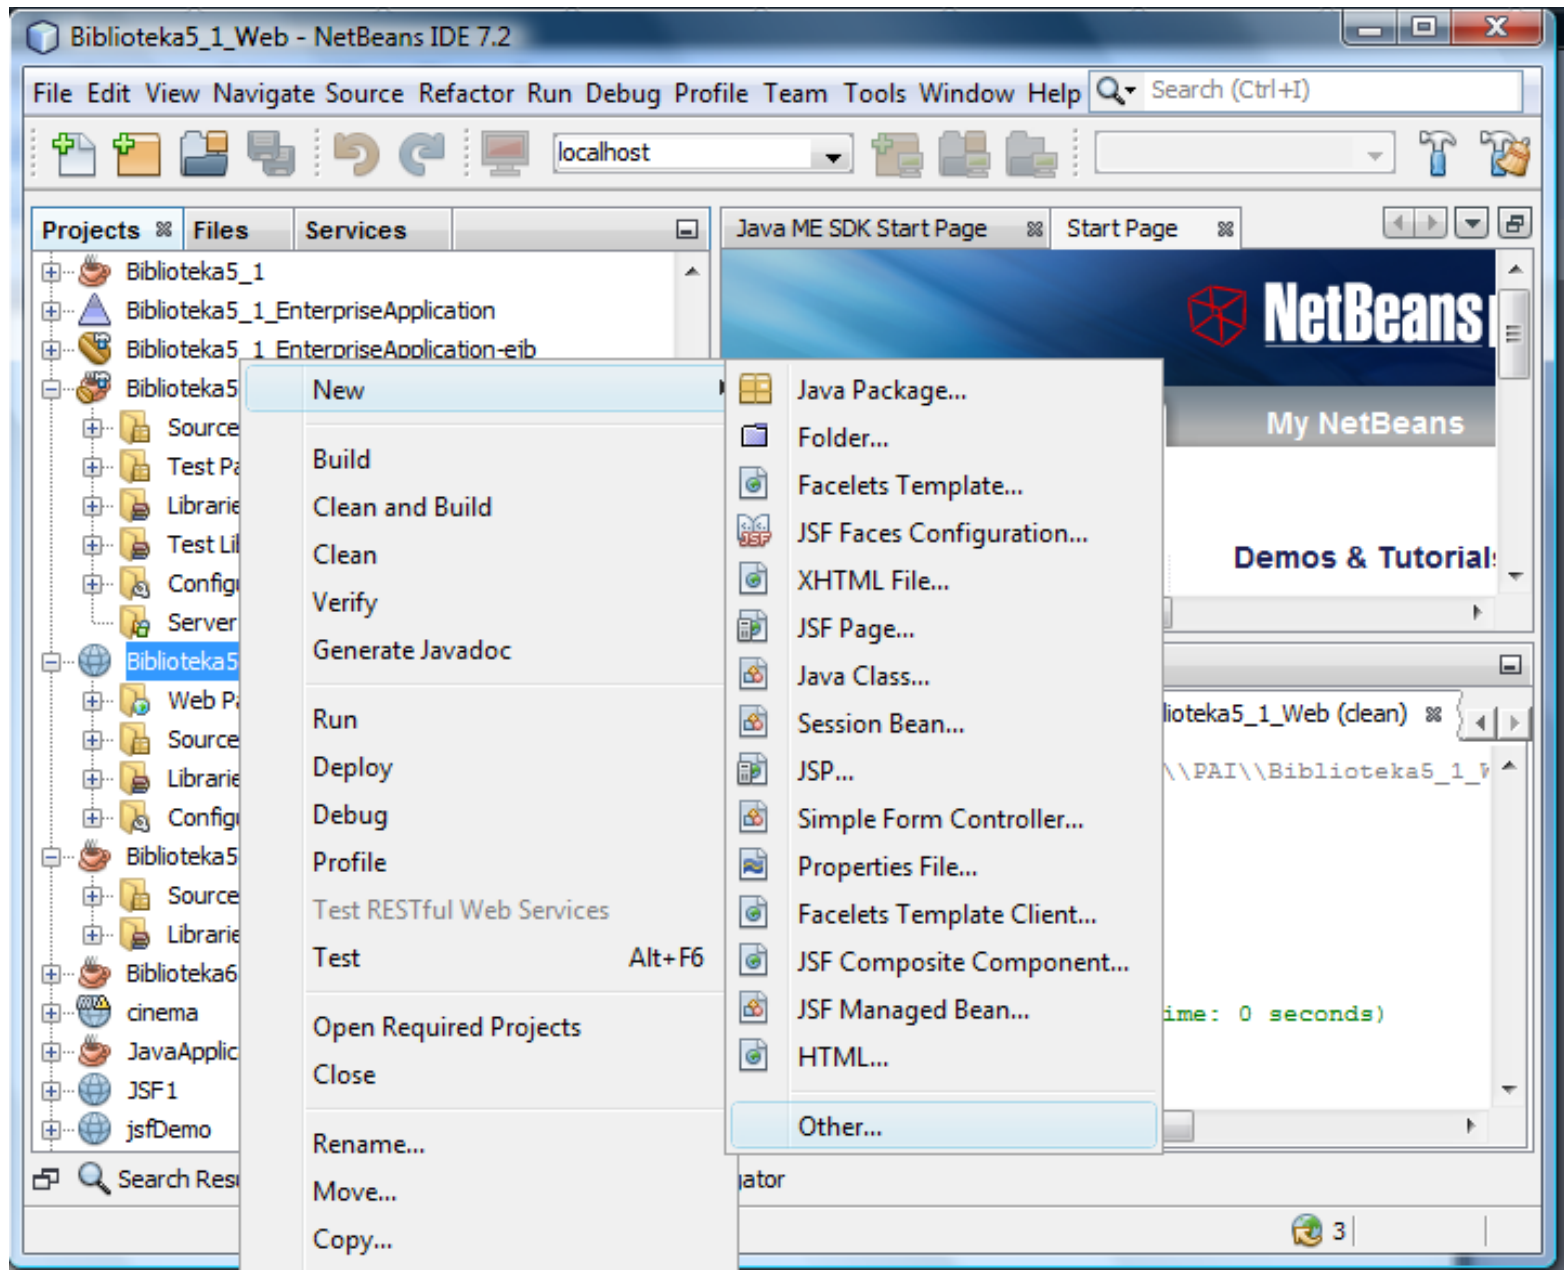 Biblioteka5_1_Web - NetBeans IDE 7.2
File Edit View Navigate Source Refactor Run Debug Profile Team Tools Window Help Search (Ctrl+I)
localhost
Projects Files Services
Java ME SDK Start Page Start Page
Biblioteka5_1
Biblioteka5_1_EnterpriseApplication
Biblioteka5_1_EnterpriseApplication-ejb
Biblioteka5
Source
Test Pa
Librarie
Test Li
Config
Server
Biblioteka5
Web Pa
Source
Librarie
Config
Biblioteka5
Source
Librarie
Biblioteka6
cinema
JavaApplic
JSF1
jsfDemo
New
Build
Clean and Build
Clean
Verify
Generate Javadoc
Run
Deploy
Debug
Profile
Test RESTful Web Services
Test Alt+F6
Open Required Projects
Close
Rename...
Move...
Copy...
Java Package...
Folder...
Facelets Template...
JSF Faces Configuration...
XHTML File...
JSF Page...
Java Class...
Session Bean...
JSP...
Simple Form Controller...
Properties File...
Facelets Template Client...
JSF Composite Component...
JSF Managed Bean...
HTML...
Other...
NetBeans
My NetBeans
Demos & Tutorial
lioteka5_1_Web (clean)
\\PAI\\Biblioteka5_1_W
ime: 0 seconds)
Search Resu
gator
3